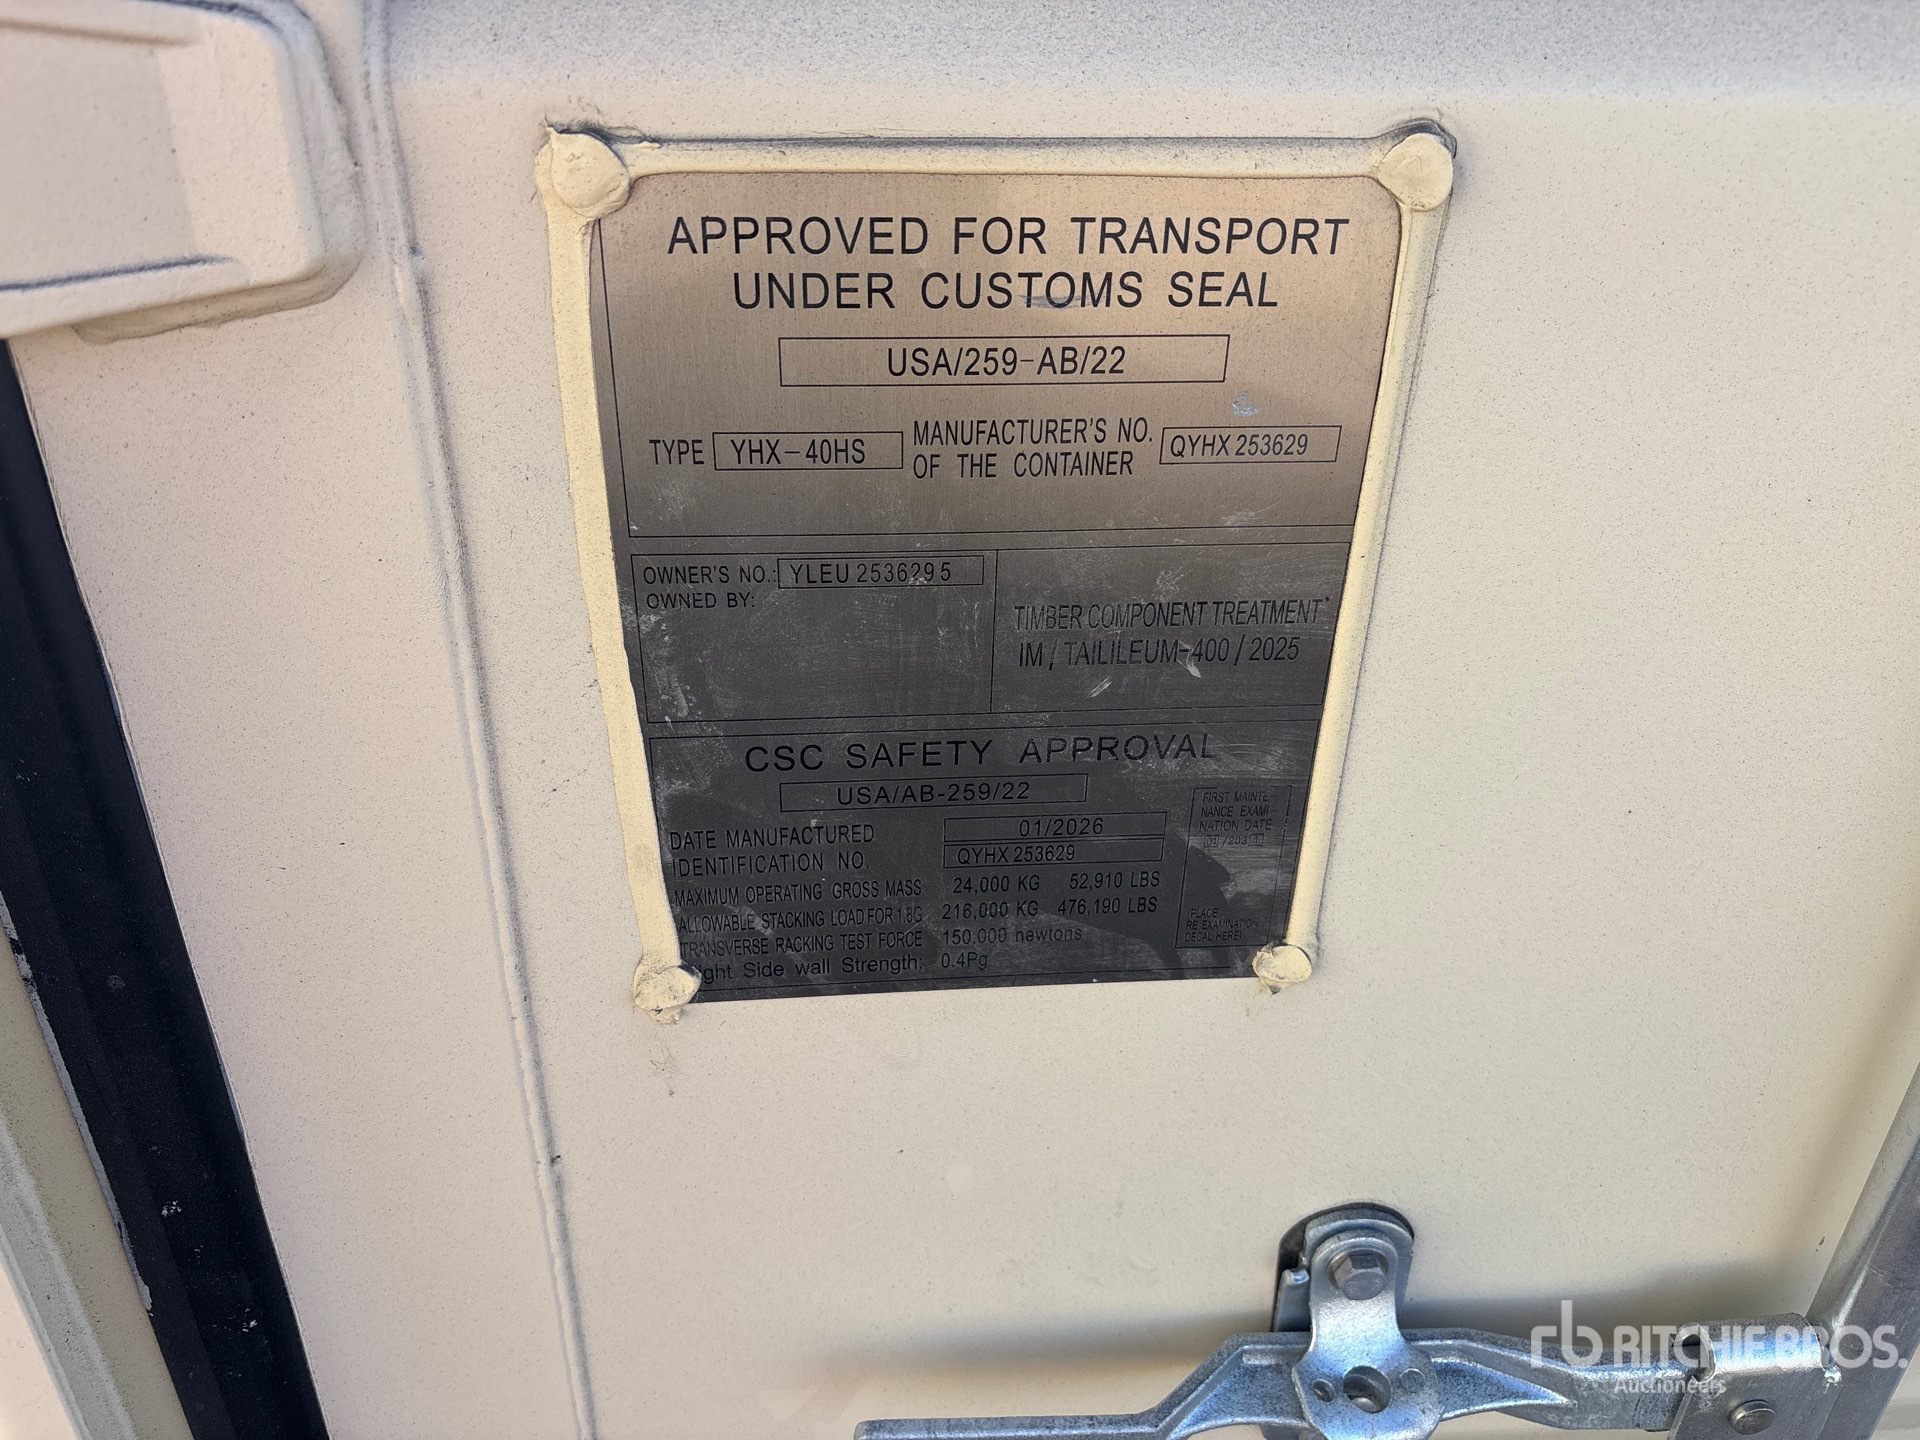 APPROVED FOR TRANSPORT
UNDER CUSTOMS SEAL
USA/259-AB/22
TYPE YHX-40HS MANUFACTURER'S NO. OF THE CONTAINER QYHX 253629
OWNER'S NO.: YLEU 2536295
OWNED BY:
TIMBER COMPONENT TREATMENT
IM / TAILILEUM-400 / 2025
CSC SAFETY APPROVAL
USA/AB-259/22
DATE MANUFACTURED 01/2026
IDENTIFICATION NO. QYHX 253629
MAXIMUM OPERATING GROSS MASS 24,000 KG 52,910 LBS
ALLOWABLE STACKING LOAD FOR 1.8G 216,000 KG 476,190 LBS
TRANSVERSE RACKING TEST FORCE 150,000 newtons
ght Side wall Strength: 0.4Pg
FIRST MAINTE-
NANCE EXAMI-
NATION DATE
01/2031
(PLACE
RE EXAMINATION
DECAL HERE)
rb RITCHIE BROS.
Auctioneers